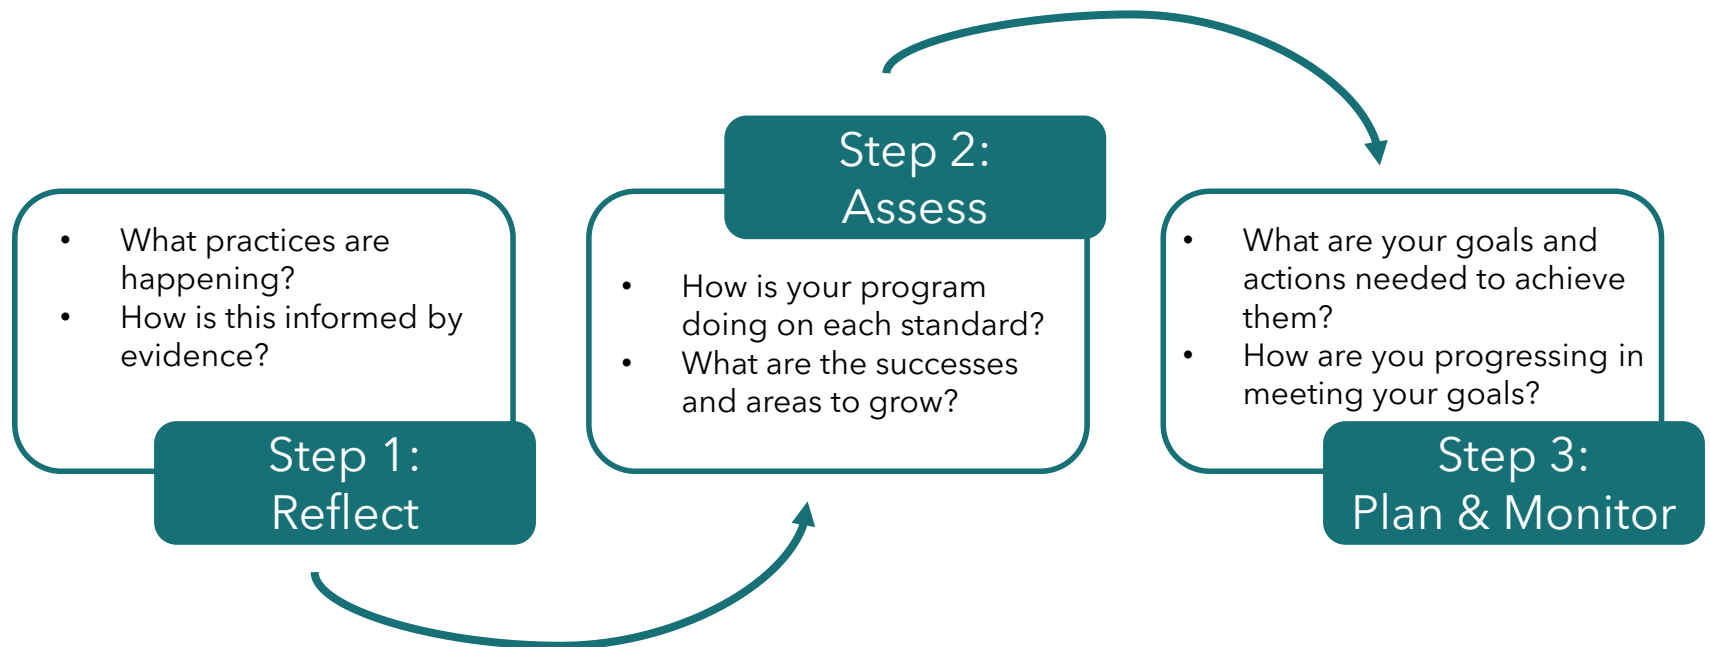 • What practices are
happening?
• How is this informed by
evidence?
Step 1:
Reflect
Step 2:
Assess
• How is your program
doing on each standard?
• What are the successes
and areas to grow?
• What are your goals and
actions needed to achieve
them?
• How are you progressing in
meeting your goals?
Step 3:
Plan & Monitor